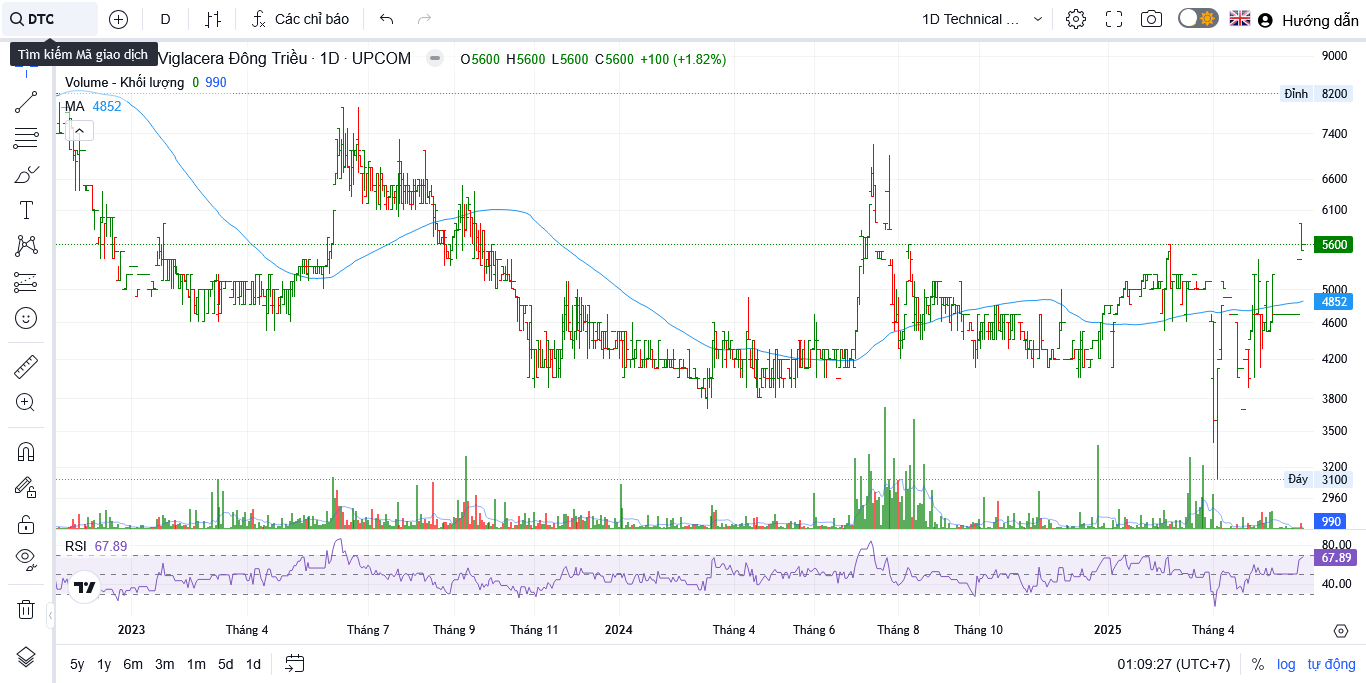 DTC
D
Các chỉ báo
1D Technical ...
Hướng dẫn
Tìm kiếm Mã giao dịch
Viglacera Đông Triều · 1D · UPCOM
O5600 H5600 L5600 C5600 +100 (+1.82%)
Volume - Khối lượng 0 990
MA 4852
9000
Đỉnh 8200
7400
6600
6100
5600
5000
4852
4600
4200
3800
3500
3200
Đáy 3100
2960
990
RSI 67.89
80.00
67.89
40.00
2023 Tháng 4 Tháng 7 Tháng 9 Tháng 11 2024 Tháng 4 Tháng 6 Tháng 8 Tháng 10 2025 Tháng 4
5y 1y 6m 3m 1m 5d 1d
01:09:27 (UTC+7) % log tự động